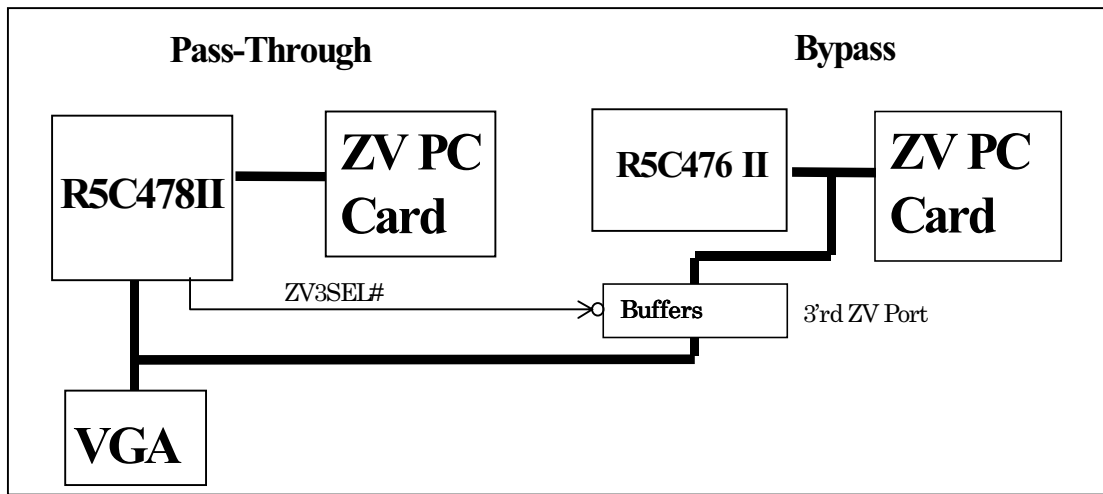 Pass-Through
Bypass
R5C478II
ZV PC
Card
R5C476 II
ZV PC
Card
ZV3SEL#
Buffers
3'rd ZV Port
VGA